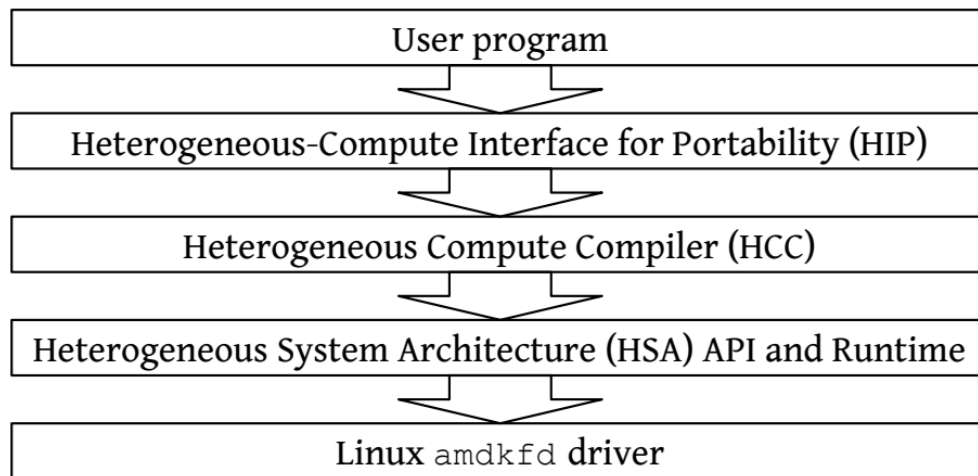 User program
Heterogeneous-Compute Interface for Portability (HIP)
Heterogeneous Compute Compiler (HCC)
Heterogeneous System Architecture (HSA) API and Runtime
Linux amdkfd driver